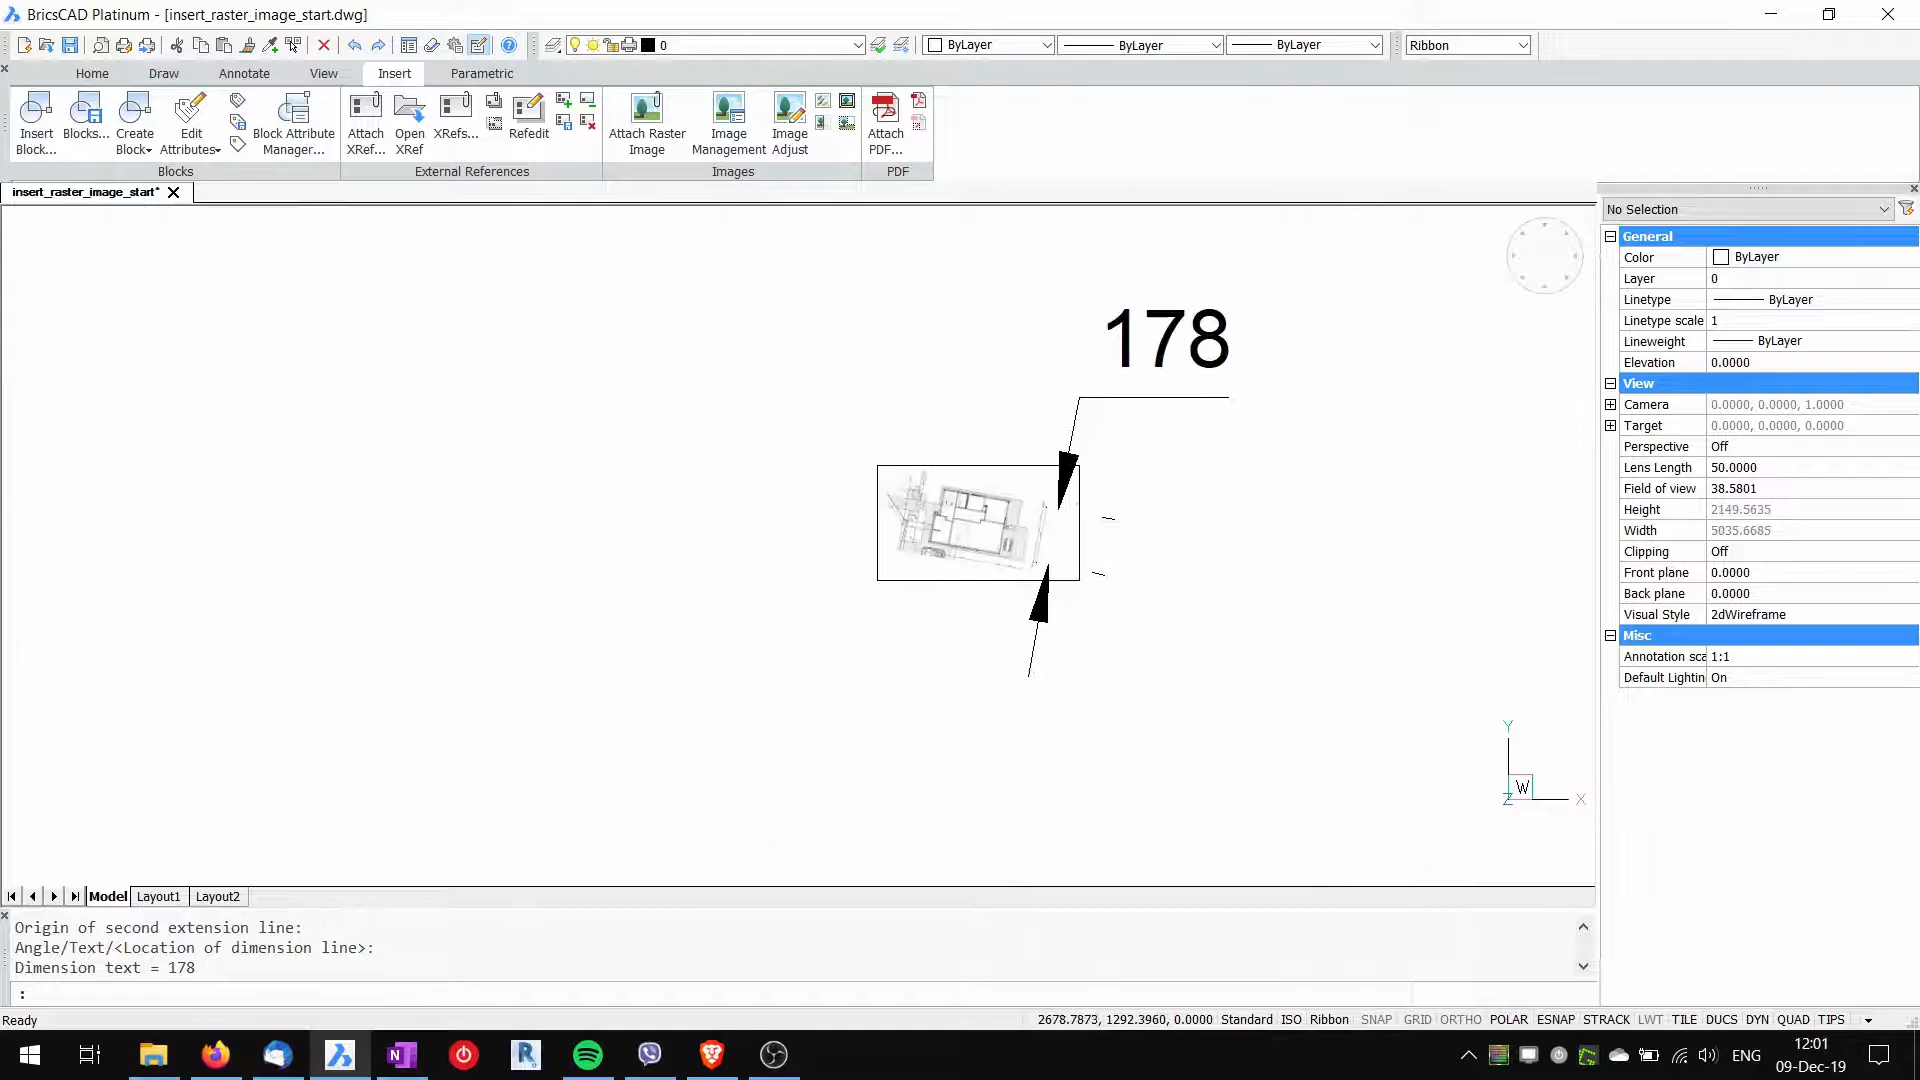 BricsCAD Platinum - [insert_raster_image_start.dwg]
0
ByLayer
ByLayer
ByLayer
Ribbon
Home
Draw
Annotate
View
Insert
Parametric
Insert Block...
Blocks...
Create Block
Edit Attributes
Block Attribute Manager...
Attach XRef...
Open XRef
XRefs...
Refedit
Attach Raster Image
Image Management
Image Adjust
Attach PDF...
Blocks
External References
Images
PDF
insert_raster_image_start*
No Selection
General
Color ByLayer
Layer 0
Linetype ByLayer
Linetype scale 1
Lineweight ByLayer
Elevation 0.0000
View
Camera 0.0000, 0.0000, 1.0000
Target 0.0000, 0.0000, 0.0000
Perspective Off
Lens Length 50.0000
Field of view 38.5801
Height 2149.5635
Width 5035.6685
Clipping Off
Front plane 0.0000
Back plane 0.0000
Visual Style 2dWireframe
Misc
Annotation sca 1:1
Default Lightin On
178
Y
W
Z
X
Model
Layout1
Layout2
Origin of second extension line:
Angle/Text/<Location of dimension line>:
Dimension text = 178
:
Ready
2678.7873, 1292.3960, 0.0000 Standard ISO Ribbon SNAP GRID ORTHO POLAR ESNAP STRACK LWT TILE DUCS DYN QUAD TIPS
ENG
12:01
09-Dec-19